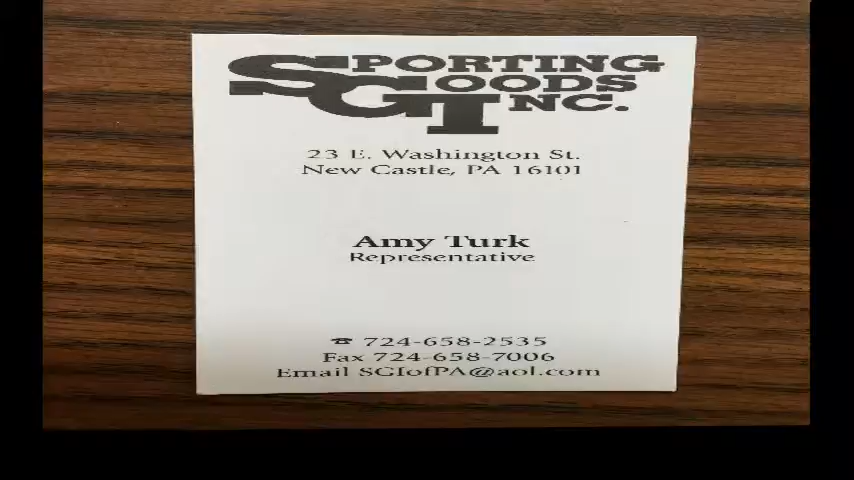 SPORTING
GOODS
INC.
23 E. Washington St.
New Castle, PA 16101
Amy Turk
Representative
☎ 724-658-2535
Fax 724-658-7006
Email SGIofPA@aol.com